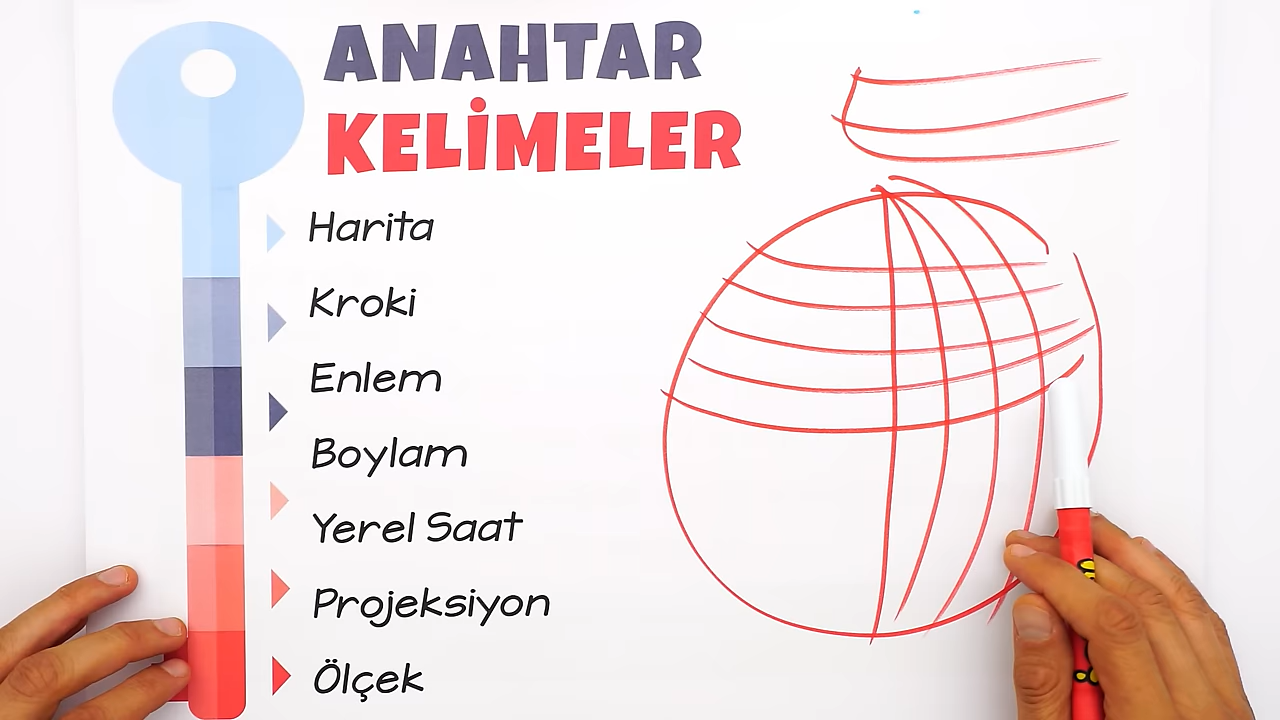 ANAHTAR
KELİMELER
Harita
Kroki
Enlem
Boylam
Yerel Saat
Projeksiyon
Ölçek